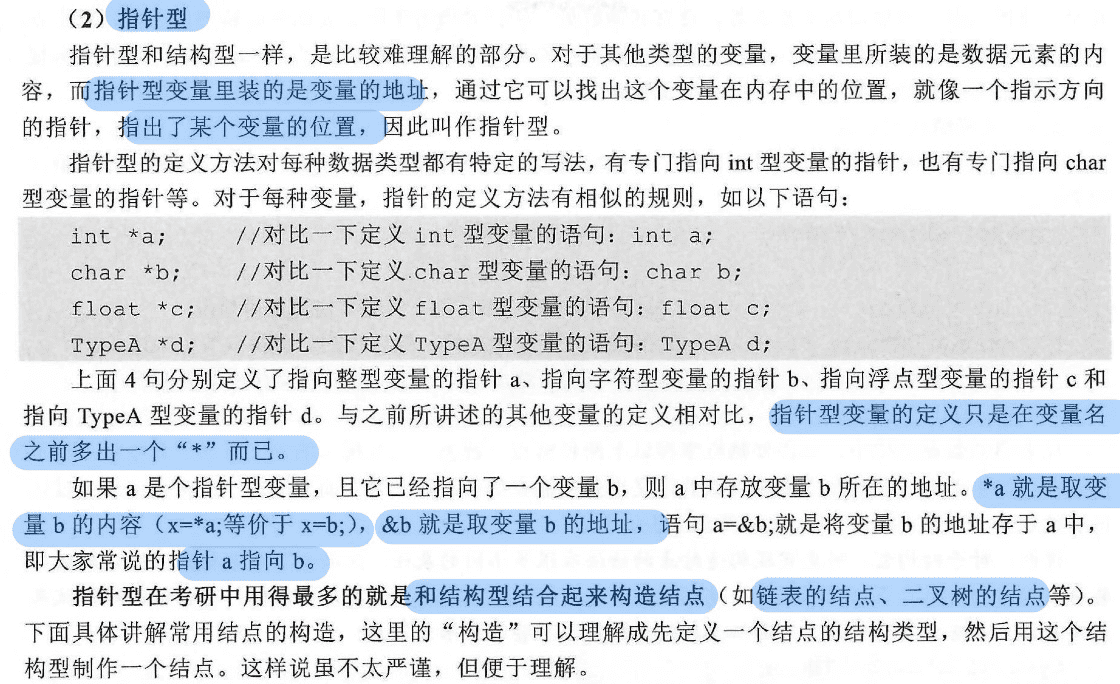 （2）指针型
指针型和结构型一样，是比较难理解的部分。对于其他类型的变量，变量里所装的是数据元素的内
容，而指针型变量里装的是变量的地址，通过它可以找出这个变量在内存中的位置，就像一个指示方向
的指针，指出了某个变量的位置，因此叫作指针型。
指针型的定义方法对每种数据类型都有特定的写法，有专门指向 int 型变量的指针，也有专门指向 char
型变量的指针等。对于每种变量，指针的定义方法有相似的规则，如以下语句：
int *a;      //对比一下定义 int 型变量的语句：int a;
char *b;     //对比一下定义 char 型变量的语句：char b;
float *c;    //对比一下定义 float 型变量的语句：float c;
TypeA *d;    //对比一下定义 TypeA 型变量的语句：TypeA d;
上面 4 句分别定义了指向整型变量的指针 a、指向字符型变量的指针 b、指向浮点型变量的指针 c 和
指向 TypeA 型变量的指针 d。与之前所讲述的其他变量的定义相对比，指针型变量的定义只是在变量名
之前多出一个“*”而已。
如果 a 是个指针型变量，且它已经指向了一个变量 b，则 a 中存放变量 b 所在的地址。*a 就是取变
量 b 的内容（x=*a;等价于 x=b;），&b 就是取变量 b 的地址，语句 a=&b;就是将变量 b 的地址存于 a 中，
即大家常说的指针 a 指向 b。
指针型在考研中用得最多的就是和结构型结合起来构造结点（如链表的结点、二叉树的结点等）。
下面具体讲解常用结点的构造，这里的“构造”可以理解成先定义一个结点的结构类型，然后用这个结
构型制作一个结点。这样说虽不太严谨，但便于理解。